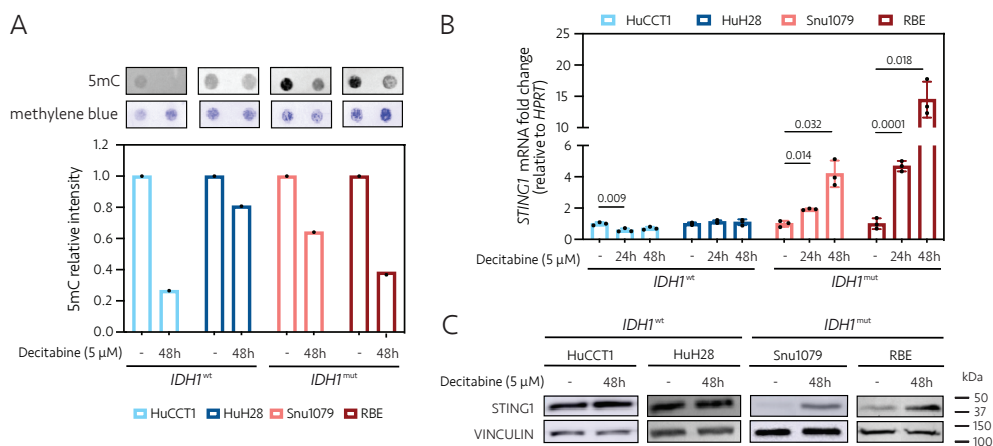 A
5mC
methylene blue
5mC relative intensity
1.2
1.0
0.8
0.6
0.4
0.2
0.0
Decitabine (5 µM) - 48h - 48h - 48h - 48h
IDH1wt IDH1mut
HuCCT1 HuH28 Snu1079 RBE
B
HuCCT1 HuH28 Snu1079 RBE
STING1 mRNA fold change
(relative to HPRT)
25
20
15
10
6
4
2
0
0.009
0.014
0.032
0.0001
0.018
- 24h 48h - 24h 48h - 24h 48h - 24h 48h
Decitabine (5 µM)
IDH1wt IDH1mut
C
IDH1wt IDH1mut
HuCCT1 HuH28 Snu1079 RBE
kDa
Decitabine (5 µM) - 48h - 48h - 48h - 48h
STING1
50
37
VINCULIN
150
100